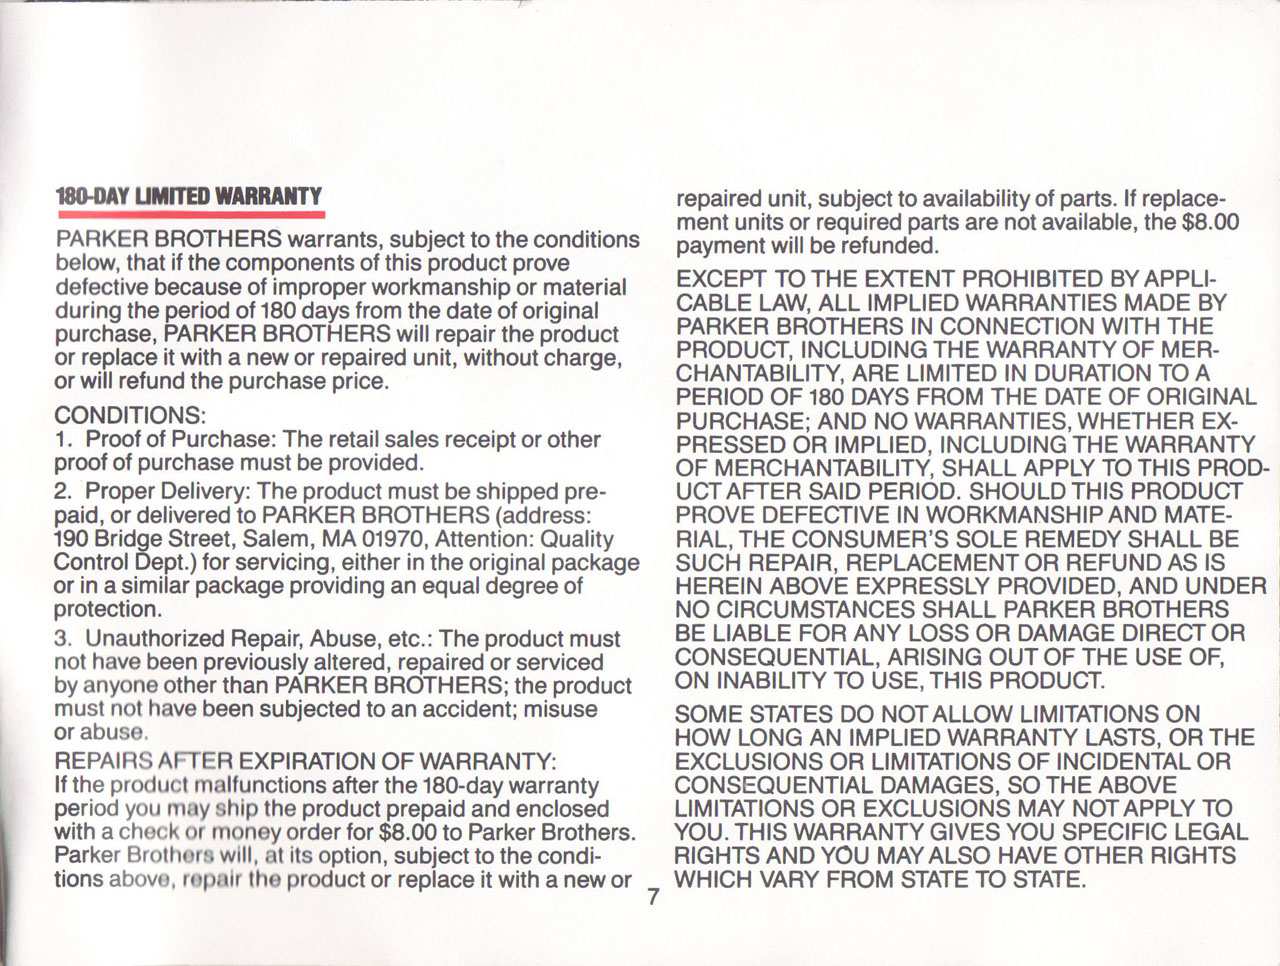 180-DAY LIMITED WARRANTY
PARKER BROTHERS warrants, subject to the conditions
below, that if the components of this product prove
defective because of improper workmanship or material
during the period of 180 days from the date of original
purchase, PARKER BROTHERS will repair the product
or replace it with a new or repaired unit, without charge,
or will refund the purchase price.
CONDITIONS:
1. Proof of Purchase: The retail sales receipt or other
proof of purchase must be provided.
2. Proper Delivery: The product must be shipped pre-
paid, or delivered to PARKER BROTHERS (address:
190 Bridge Street, Salem, MA 01970, Attention: Quality
Control Dept.) for servicing, either in the original package
or in a similar package providing an equal degree of
protection.
3. Unauthorized Repair, Abuse, etc.: The product must
not have been previously altered, repaired or serviced
by anyone other than PARKER BROTHERS; the product
must not have been subjected to an accident; misuse
or abuse.
REPAIRS AFTER EXPIRATION OF WARRANTY:
If the product malfunctions after the 180-day warranty
period you may ship the product prepaid and enclosed
with a check or money order for $8.00 to Parker Brothers.
Parker Brothers will, at its option, subject to the condi-
tions above, repair the product or replace it with a new or
repaired unit, subject to availability of parts. If replace-
ment units or required parts are not available, the $8.00
payment will be refunded.
EXCEPT TO THE EXTENT PROHIBITED BY APPLI-
CABLE LAW, ALL IMPLIED WARRANTIES MADE BY
PARKER BROTHERS IN CONNECTION WITH THE
PRODUCT, INCLUDING THE WARRANTY OF MER-
CHANTABILITY, ARE LIMITED IN DURATION TO A
PERIOD OF 180 DAYS FROM THE DATE OF ORIGINAL
PURCHASE; AND NO WARRANTIES, WHETHER EX-
PRESSED OR IMPLIED, INCLUDING THE WARRANTY
OF MERCHANTABILITY, SHALL APPLY TO THIS PROD-
UCT AFTER SAID PERIOD. SHOULD THIS PRODUCT
PROVE DEFECTIVE IN WORKMANSHIP AND MATE-
RIAL, THE CONSUMER'S SOLE REMEDY SHALL BE
SUCH REPAIR, REPLACEMENT OR REFUND AS IS
HEREIN ABOVE EXPRESSLY PROVIDED, AND UNDER
NO CIRCUMSTANCES SHALL PARKER BROTHERS
BE LIABLE FOR ANY LOSS OR DAMAGE DIRECT OR
CONSEQUENTIAL, ARISING OUT OF THE USE OF,
ON INABILITY TO USE, THIS PRODUCT.
SOME STATES DO NOT ALLOW LIMITATIONS ON
HOW LONG AN IMPLIED WARRANTY LASTS, OR THE
EXCLUSIONS OR LIMITATIONS OF INCIDENTAL OR
CONSEQUENTIAL DAMAGES, SO THE ABOVE
LIMITATIONS OR EXCLUSIONS MAY NOT APPLY TO
YOU. THIS WARRANTY GIVES YOU SPECIFIC LEGAL
RIGHTS AND YOU MAY ALSO HAVE OTHER RIGHTS
WHICH VARY FROM STATE TO STATE.
7